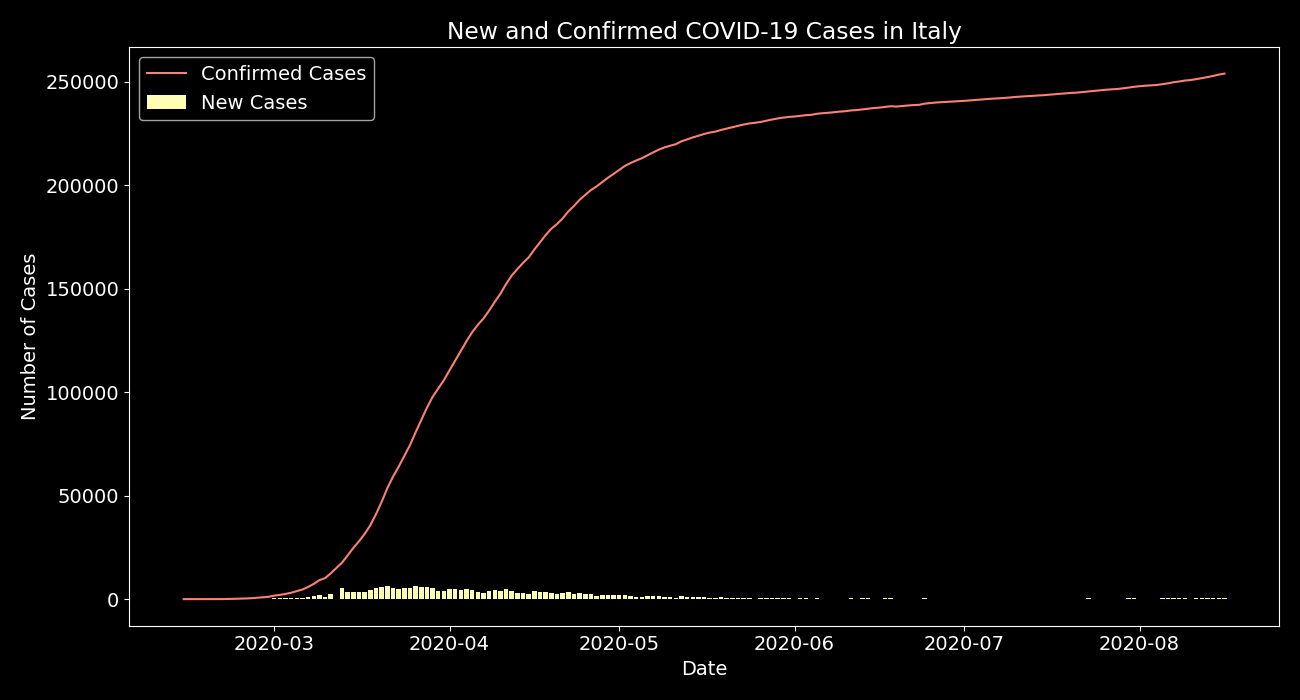 New and Confirmed COVID-19 Cases in Italy
Confirmed Cases
New Cases
Number of Cases
250000
200000
150000
100000
50000
0
2020-03
2020-04
2020-05
2020-06
2020-07
2020-08
Date